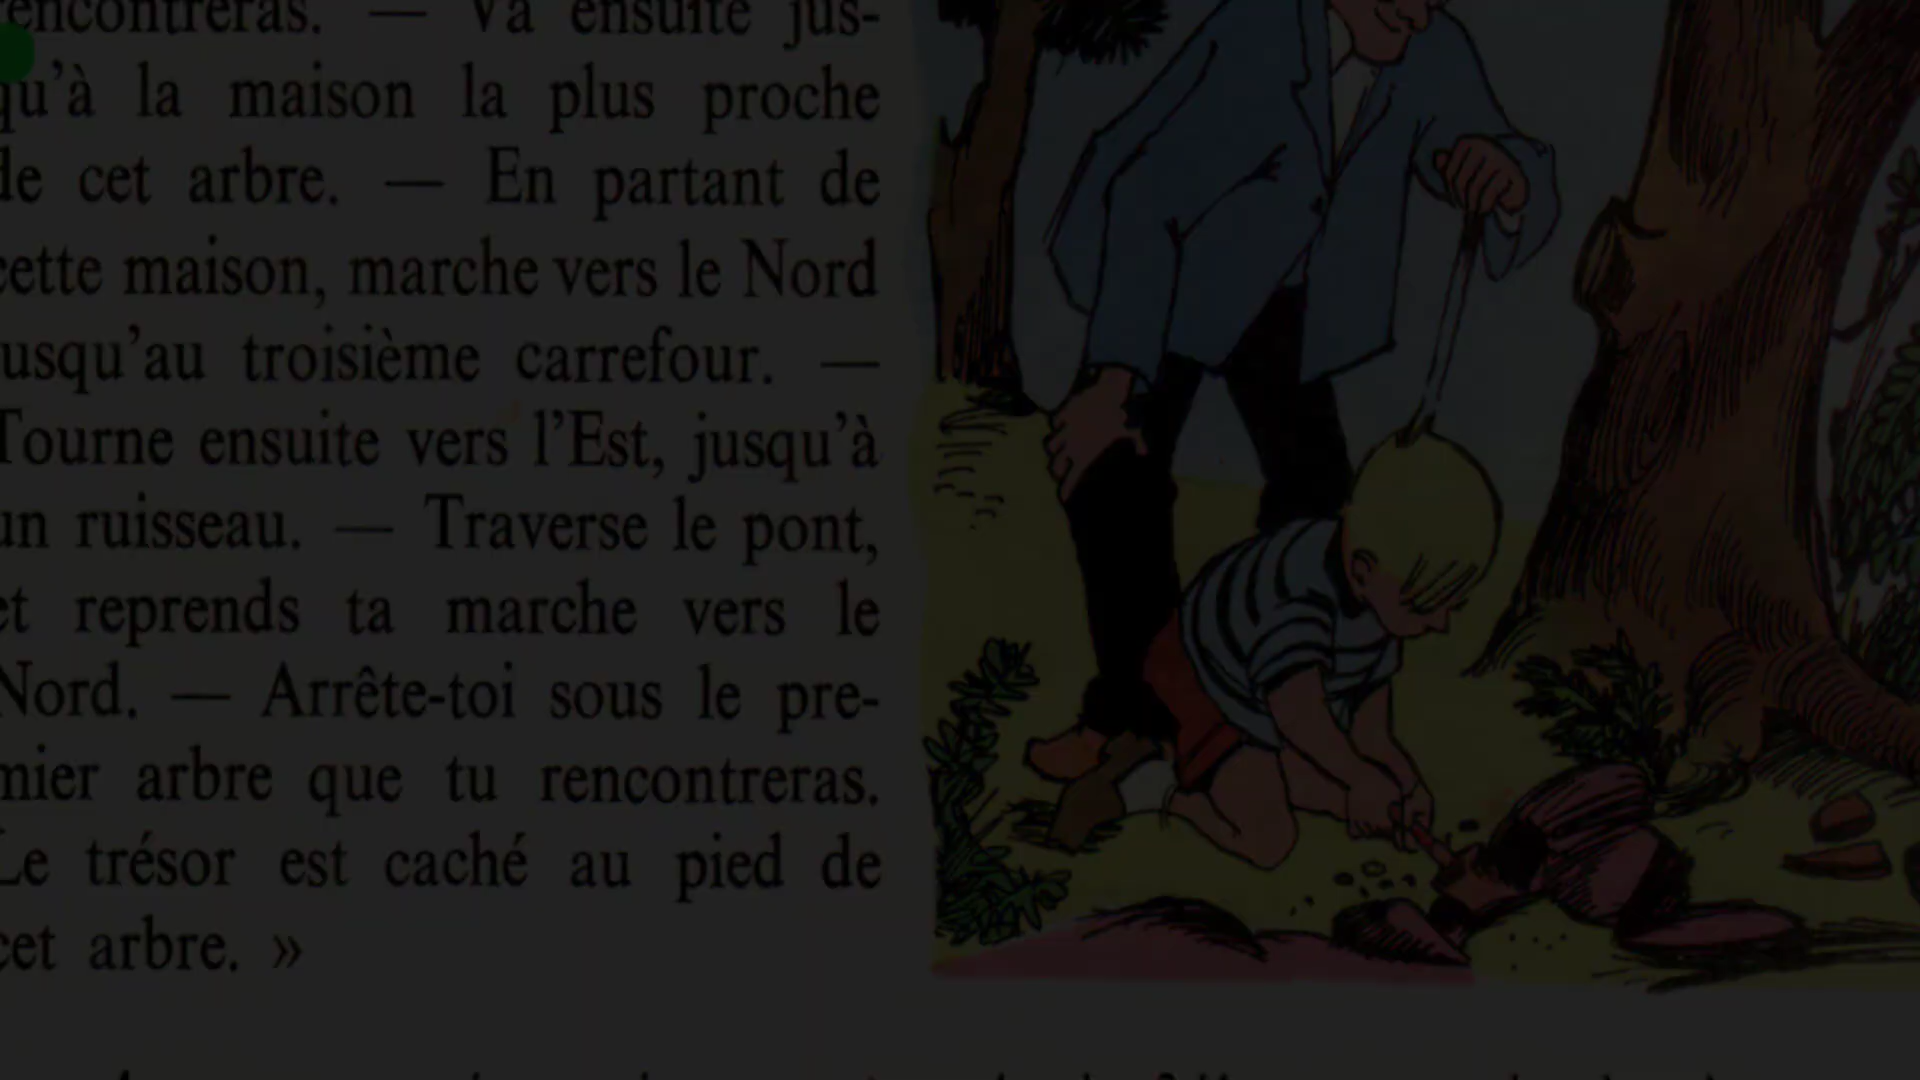 rencontreras. — Va ensuite jus-
qu'à la maison la plus proche
de cet arbre. — En partant de
cette maison, marche vers le Nord
jusqu'au troisième carrefour. —
Tourne ensuite vers l'Est, jusqu'à
un ruisseau. — Traverse le pont,
et reprends ta marche vers le
Nord. — Arrête-toi sous le pre-
mier arbre que tu rencontreras.
Le trésor est caché au pied de
cet arbre. »